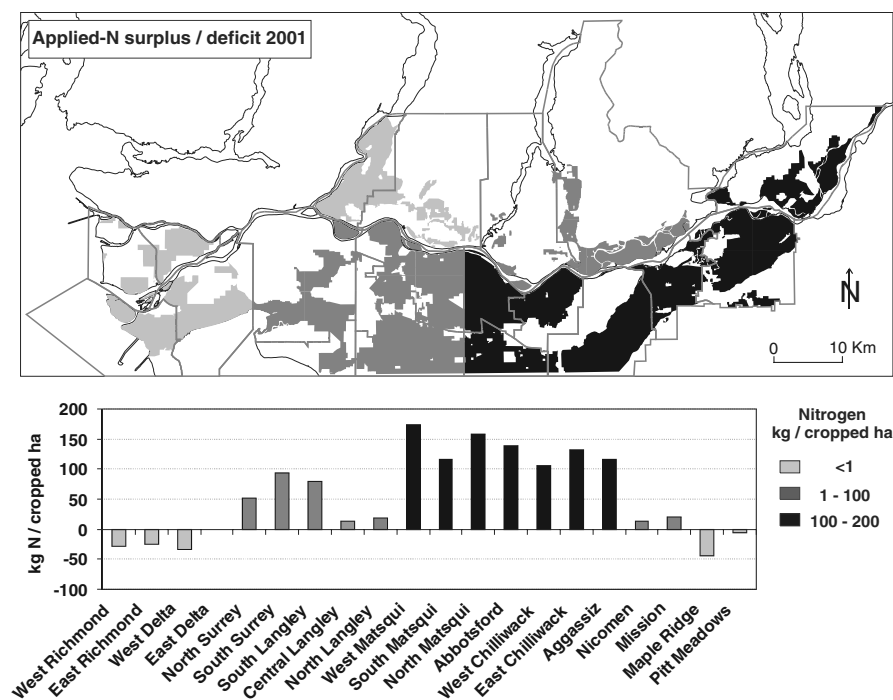 Applied-N surplus / deficit 2001
N
0 10 Km
200
150
100
50
0
-50
-100
kg N / cropped ha
West Richmond
East Richmond
West Delta
East Delta
North Surrey
South Surrey
South Langley
Central Langley
North Langley
West Matsqui
South Matsqui
North Matsqui
Abbotsford
West Chilliwack
East Chilliwack
Aggassiz
Nicomen
Mission
Maple Ridge
Pitt Meadows
Nitrogen
kg / cropped ha
<1
1 - 100
100 - 200